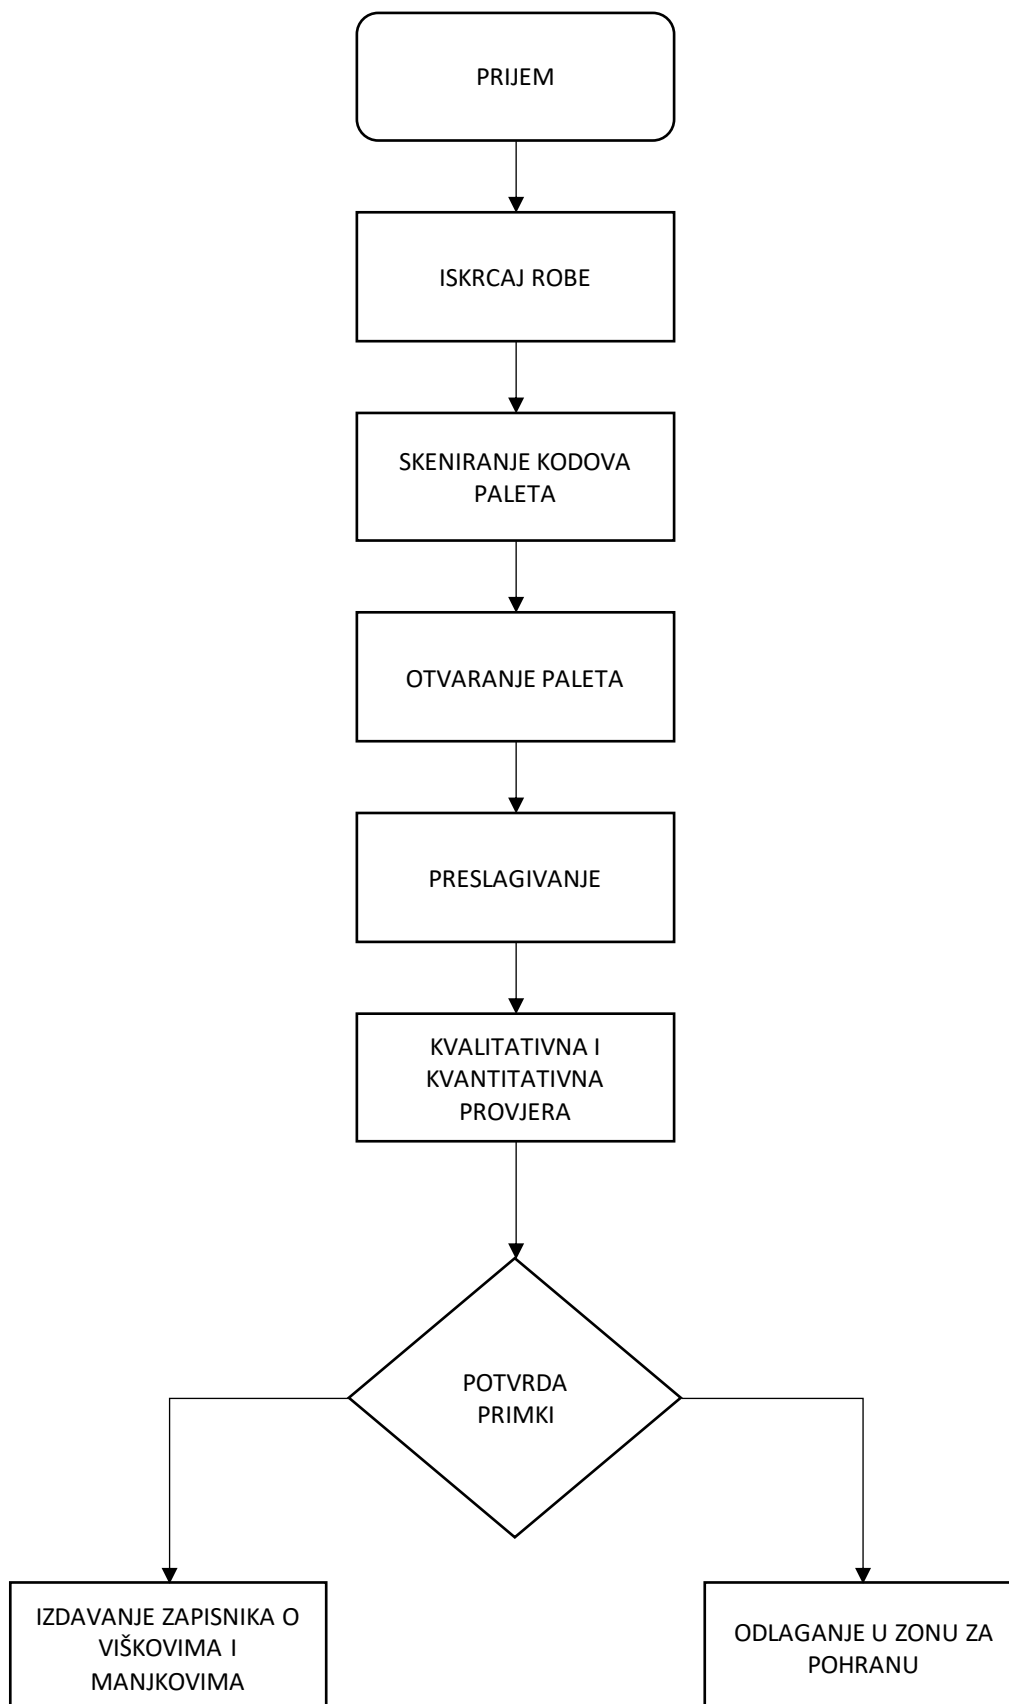 PRIJEM
ISKRCAJ ROBE
SKENIRANJE KODOVA
PALETA
OTVARANJE PALETA
PRESLAGIVANJE
KVALITATIVNA I
KVANTITATIVNA
PROVJERA
POTVRDA
PRIMKI
IZDAVANJE ZAPISNIKA O
VIŠKOVIMA I
MANJKOVIMA
ODLAGANJE U ZONU ZA
POHRANU